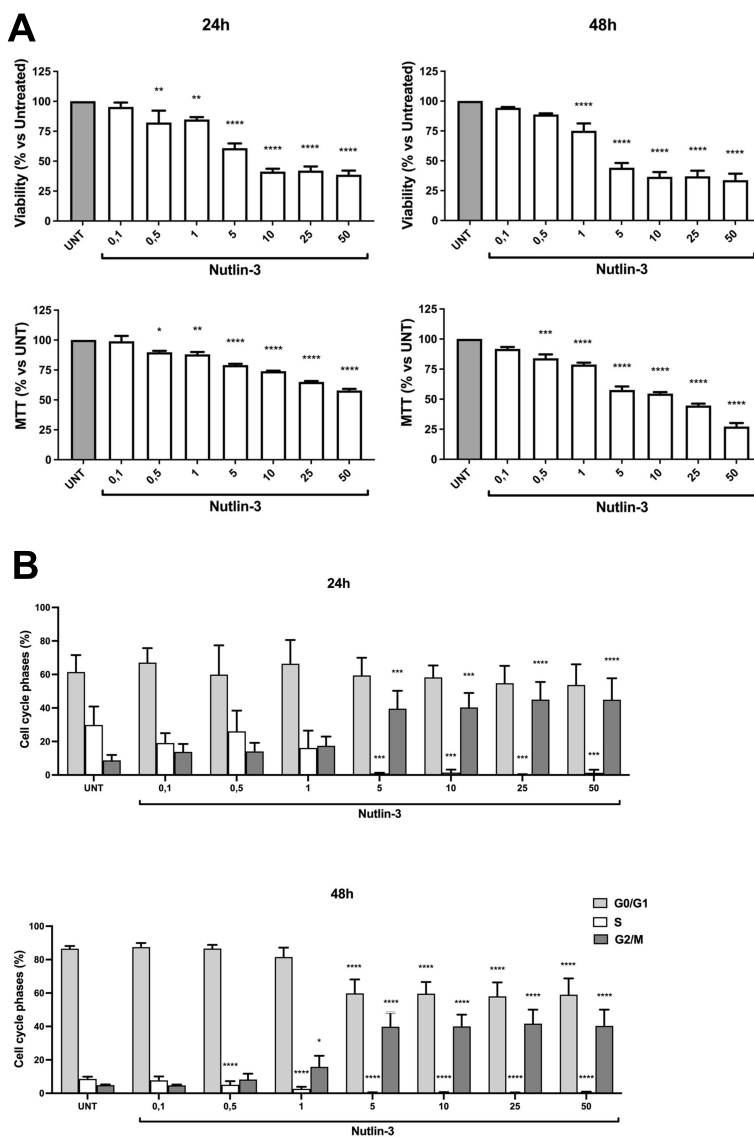 A
24h
48h
Viability (% vs Untreated)
125
100
75
50
25
0
** ** **** **** **** ****
UNT 0,1 0,5 1 5 10 25 50
Nutlin-3
Viability (% vs Untreated)
125
100
75
50
25
0
**** **** **** **** ****
UNT 0,1 0,5 1 5 10 25 50
Nutlin-3
MTT (% vs UNT)
125
100
75
50
25
0
* ** **** **** **** ****
UNT 0,1 0,5 1 5 10 25 50
Nutlin-3
MTT (% vs UNT)
125
100
75
50
25
0
*** **** **** **** **** ****
UNT 0,1 0,5 1 5 10 25 50
Nutlin-3
B
24h
Cell cycle phases (%)
100
80
60
40
20
0
*** *** **** ****
*** *** *** ***
UNT 0,1 0,5 1 5 10 25 50
Nutlin-3
48h
G0/G1
S
G2/M
Cell cycle phases (%)
100
80
60
40
20
0
**** **** **** ****
**** **** **** ****
*
**** **** **** **** **** ****
UNT 0,1 0,5 1 5 10 25 50
Nutlin-3